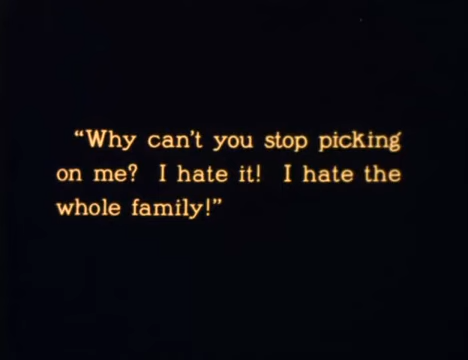 “Why can't you stop picking
on me? I hate it! I hate the
whole family!”